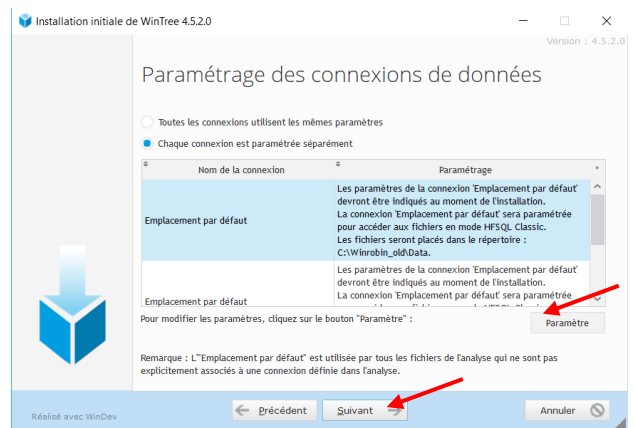 Installation initiale de WinTree 4.5.2.0
Version : 4.5.2.0
Paramétrage des connexions de données
Toutes les connexions utilisent les mêmes paramètres
Chaque connexion est paramétrée séparément
Nom de la connexion
Paramétrage
Emplacement par défaut
Les paramètres de la connexion 'Emplacement par défaut'
devront être indiqués au moment de l'installation.
La connexion 'Emplacement par défaut' sera paramétrée
pour accéder aux fichiers en mode HFSQL Classic.
Les fichiers seront placés dans le répertoire :
C:\Winrobin_old\Data.
Emplacement par défaut
Les paramètres de la connexion 'Emplacement par défaut'
devront être indiqués au moment de l'installation.
La connexion 'Emplacement par défaut' sera paramétrée
Pour modifier les paramètres, cliquez sur le bouton "Paramètre" :
Paramètre
Remarque : L'"Emplacement par défaut" est utilisée par tous les fichiers de l'analyse qui ne sont pas
explicitement associés à une connexion définie dans l'analyse.
Réalisé avec WinDev
Précédent
Suivant
Annuler